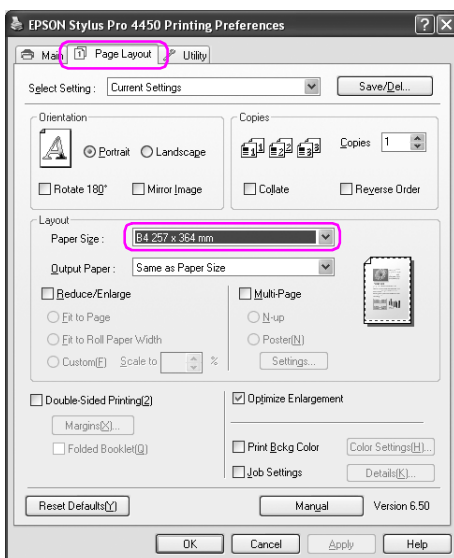 EPSON Stylus Pro 4450 Printing Preferences
Main Page Layout Utility
Select Setting : Current Settings Save/Del...
Orientation
A Portrait Landscape
Rotate 180° Mirror Image
Copies
Copies 1
Collate Reverse Order
Layout
Paper Size : B4 257 x 364 mm
Output Paper : Same as Paper Size
Reduce/Enlarge
Fit to Page
Fit to Roll Paper Width
Custom(F) Scale to %
Multi-Page
N-up
Poster(N)
Settings...
Double-Sided Printing(2)
Margins(X)...
Folded Booklet(Q)
Optimize Enlargement
Print Bckg Color Color Settings(H)...
Job Settings Details(K)...
Reset Defaults(Y) Manual Version 6.50
OK Cancel Apply Help